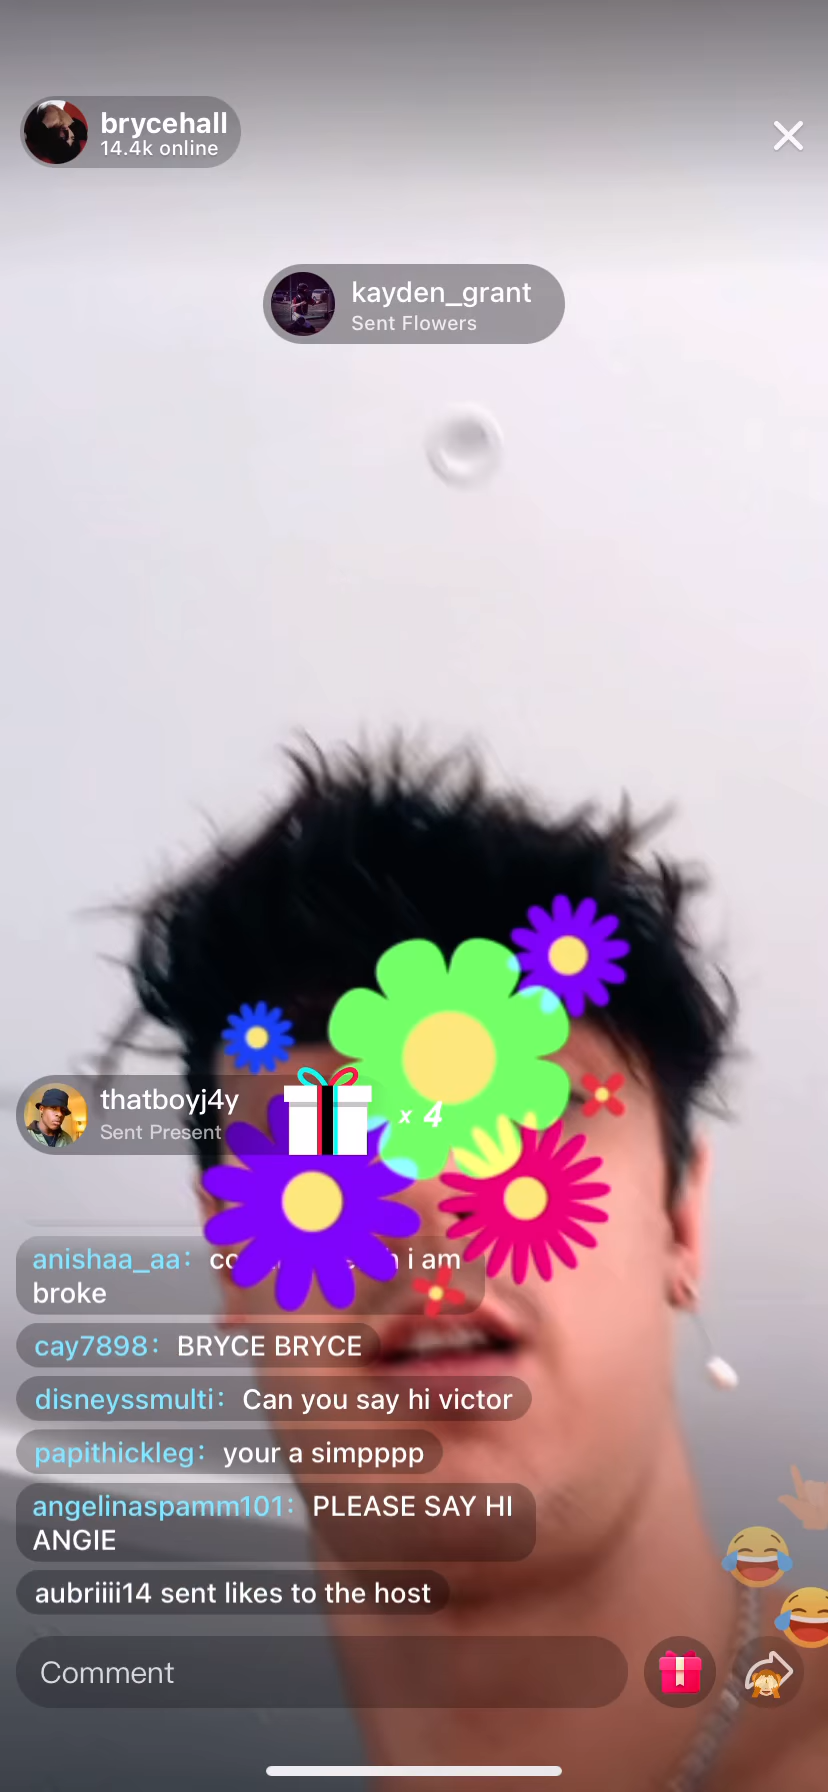 brycehall
14.4k online
kayden_grant
Sent Flowers
thatboyj4y
Sent Present
x 4
anishaa_aa: i am
broke
cay7898: BRYCE BRYCE
disneyssmulti: Can you say hi victor
papithickleg: your a simpppp
angelinaspamm101: PLEASE SAY HI
ANGIE
aubriiii14 sent likes to the host
Comment